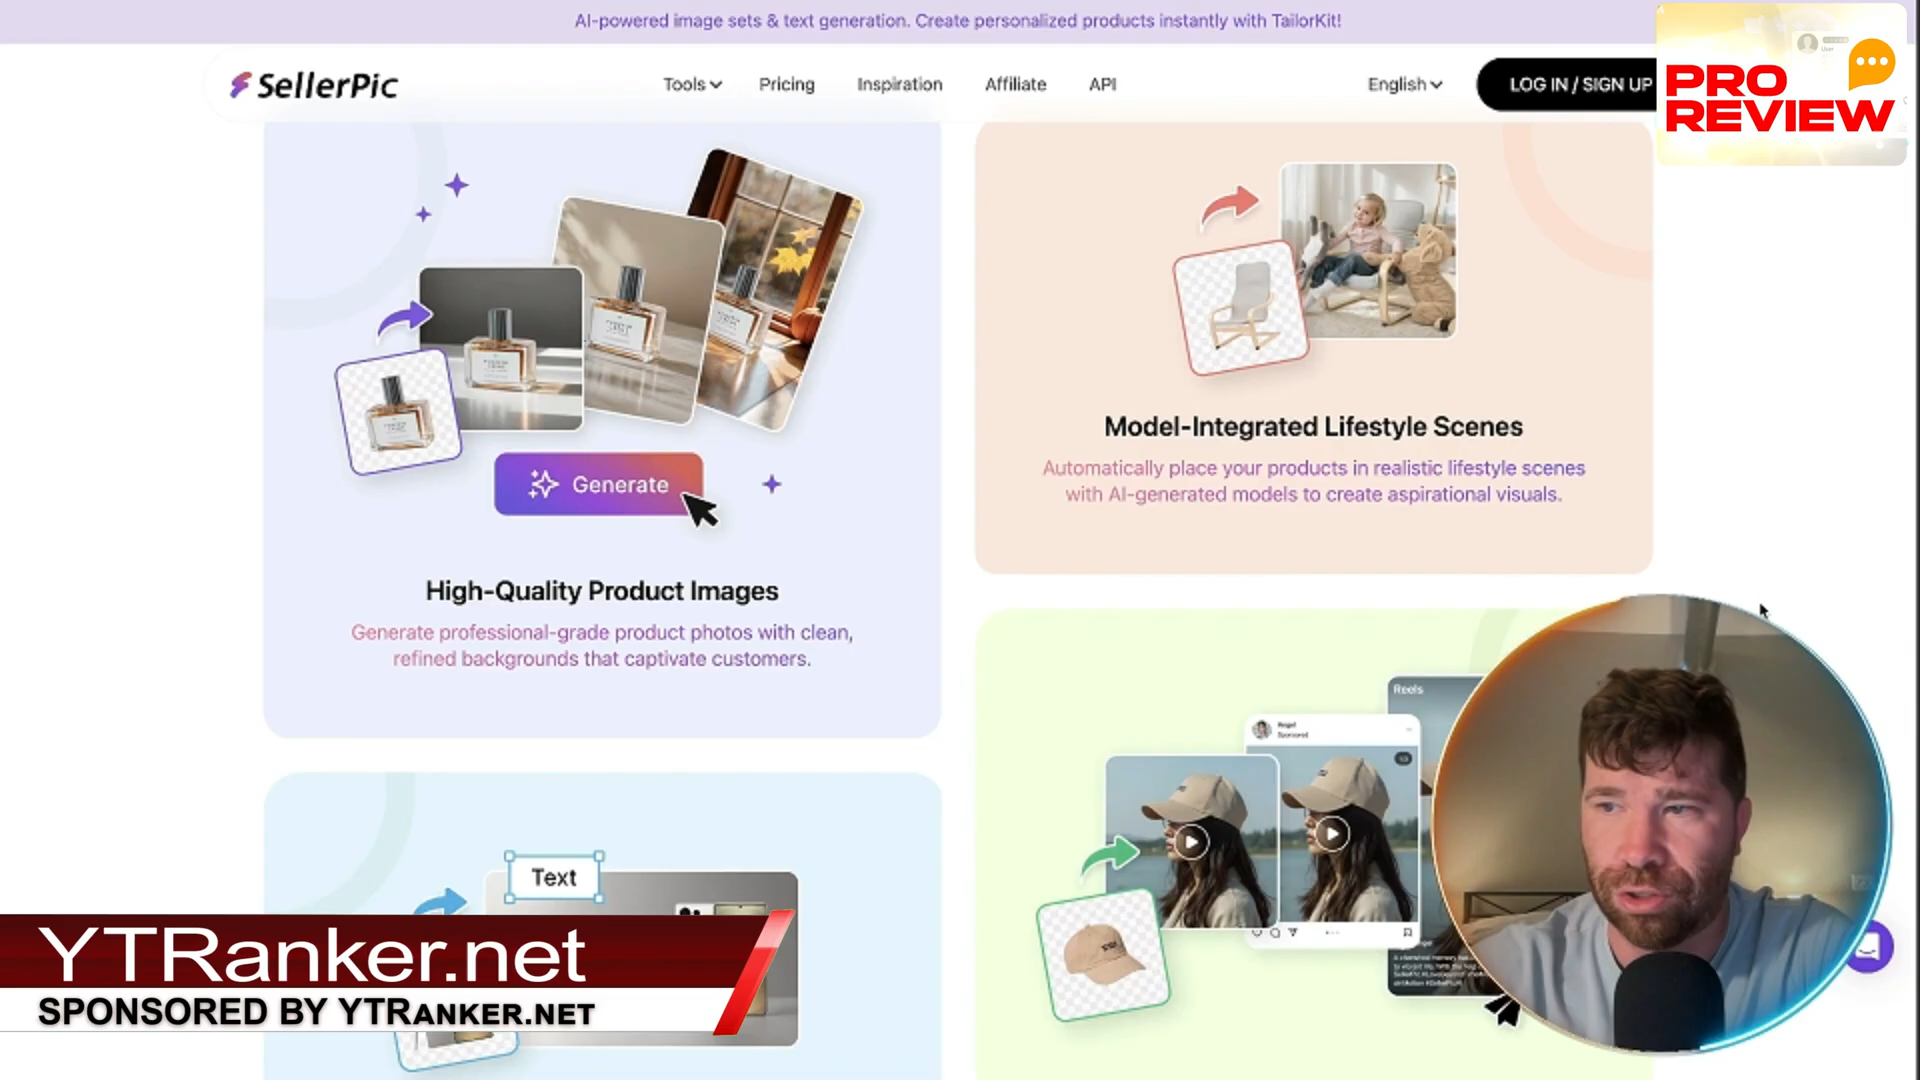 AI-powered image sets & text generation. Create personalized products instantly with TailorKit!
SellerPic
Tools
Pricing
Inspiration
Affiliate
API
English
LOG IN / SIGN UP
PRO
REVIEW
Generate
High-Quality Product Images
Generate professional-grade product photos with clean,
refined backgrounds that captivate customers.
Model-Integrated Lifestyle Scenes
Automatically place your products in realistic lifestyle scenes
with AI-generated models to create aspirational visuals.
Reels
Sponsored
Text
YTRanker.net
SPONSORED BY YTRANKER.NET